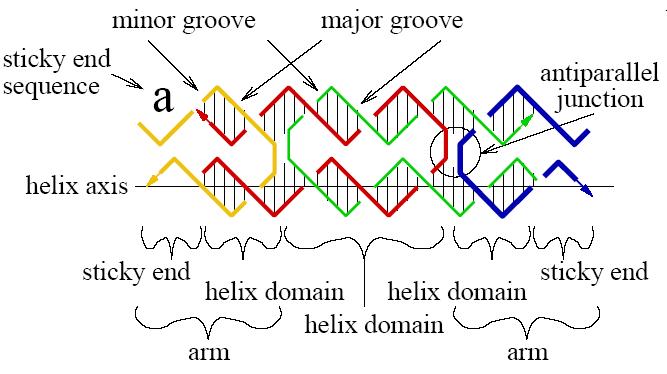 minor groove
major groove
sticky end
sequence
a
antiparallel
junction
helix axis
sticky end
sticky end
helix domain
helix domain
helix domain
arm
arm